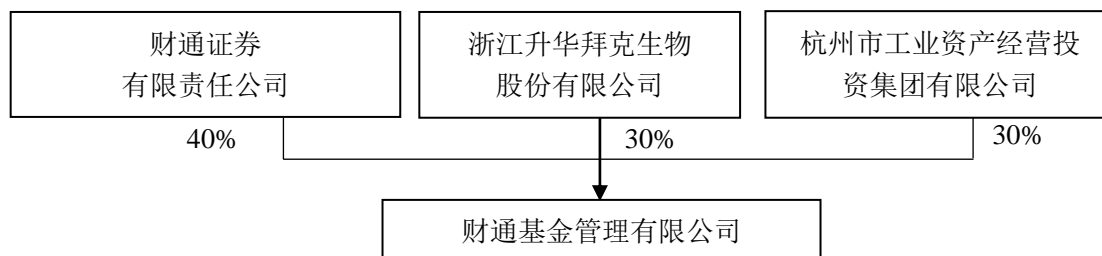 财通证券
有限责任公司
浙江升华拜克生物
股份有限公司
杭州市工业资产经营投
资集团有限公司
40%
30%
30%
财通基金管理有限公司